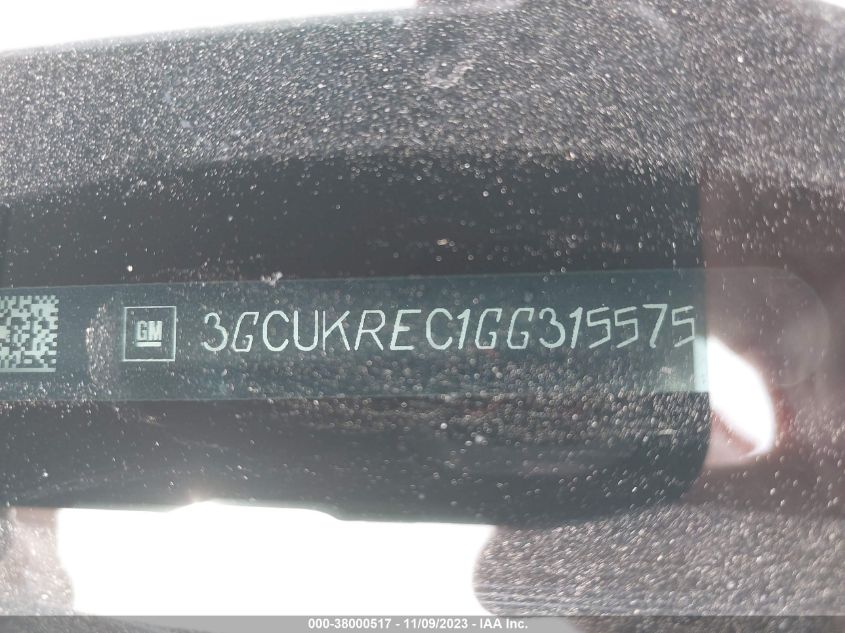 GM 3GCUKREC1GG315575
000-38000517 - 11/09/2023 - IAA Inc.